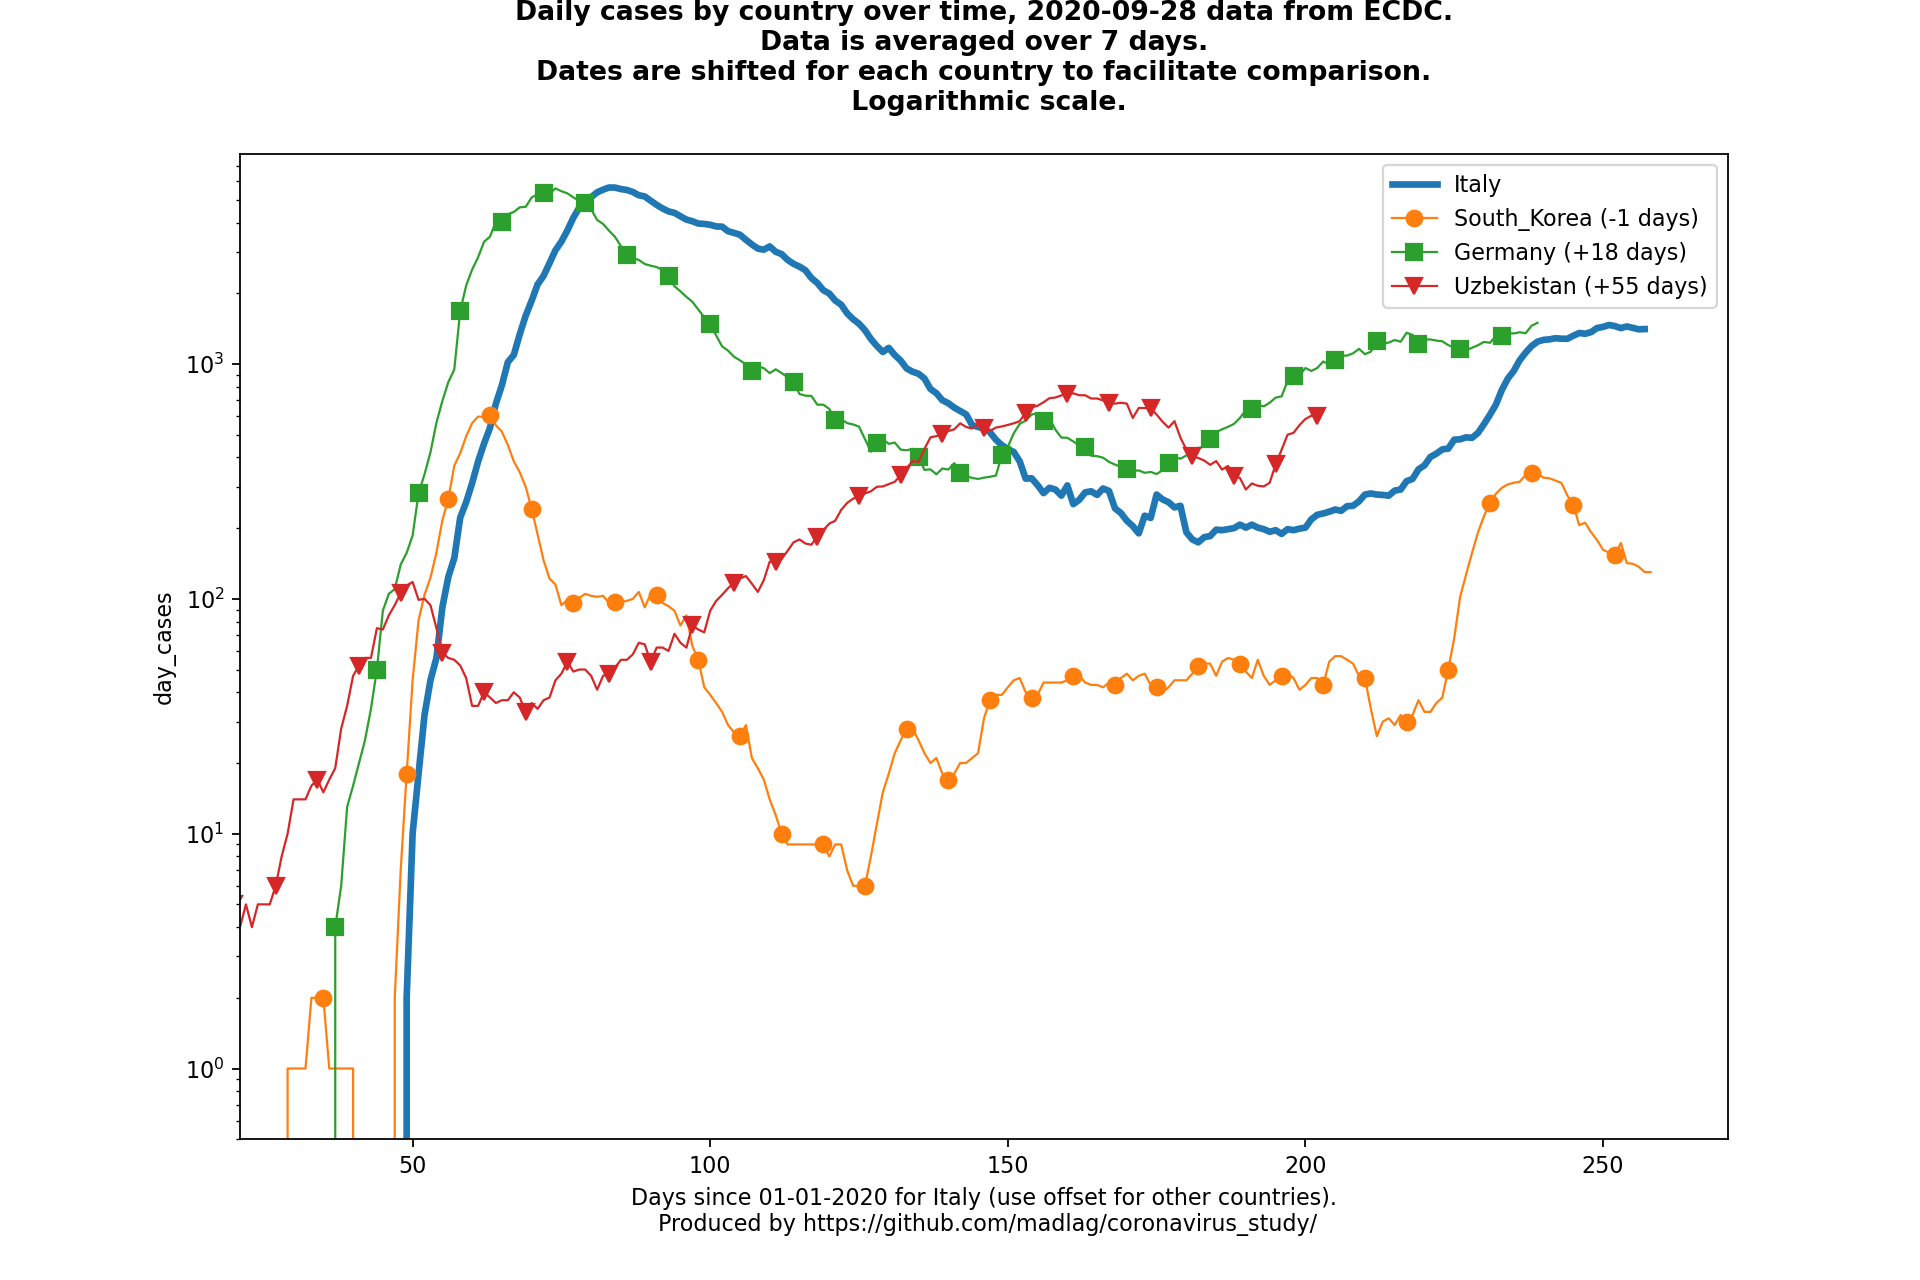 Daily cases by country over time, 2020-09-28 data from ECDC.
Data is averaged over 7 days.
Dates are shifted for each country to facilitate comparison.
Logarithmic scale.
Italy
South_Korea (-1 days)
Germany (+18 days)
Uzbekistan (+55 days)
day_cases
10³
10²
10¹
10⁰
50 100 150 200 250
Days since 01-01-2020 for Italy (use offset for other countries).
Produced by https://github.com/madlag/coronavirus_study/